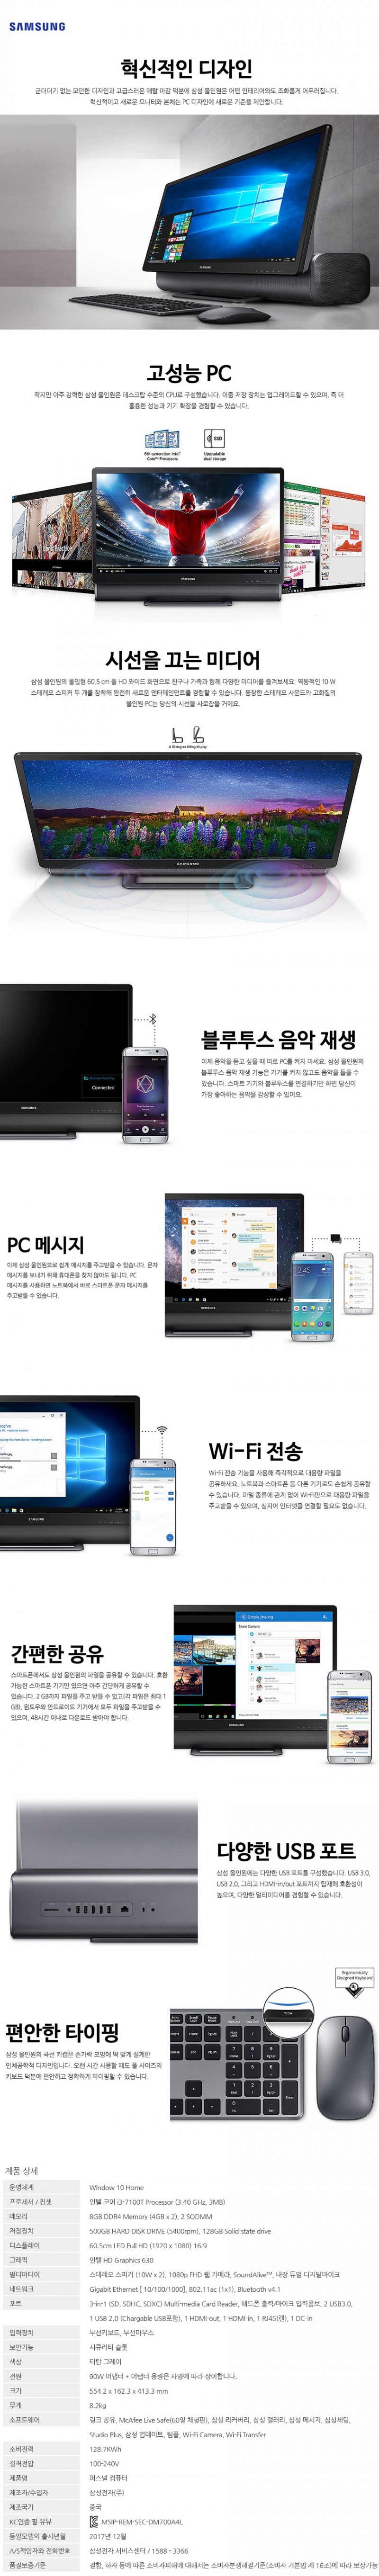 SAMSUNG
혁신적인 디자인
군더더기 없는 모던한 디자인과 고급스러운 메탈 마감 덕분에 삼성 올인원은 어떤 인테리어와도 조화롭게 어우러집니다.
혁신적이고 새로운 모니터와 본체는 PC 디자인에 새로운 기준을 제안합니다.
SAMSUNG
고성능 PC
작지만 아주 강력한 삼성 올인원은 데스크탑 수준의 CPU로 구성했습니다. 이중 저장 장치는 업그레이드할 수 있으며, 즉 더
훌륭한 성능과 기기 확장을 경험할 수 있습니다.
SSD
6th generation Intel®
Core™ Processors
Upgradable
dual storage
SAMSUNG
시선을 끄는 미디어
삼성 올인원의 몰입형 60.5 cm 풀 HD 와이드 화면으로 친구나 가족과 함께 다양한 미디어를 즐겨보세요. 역동적인 10 W
스테레오 스피커 두 개를 장착해 완전히 새로운 엔터테인먼트를 경험할 수 있습니다. 웅장한 스테레오 사운드와 고화질의
올인원 PC는 당신의 시선을 사로잡을 거에요.
SAMSUNG
Connected
SAMSUNG
블루투스 음악 재생
이제 음악을 듣고 싶을 때 따로 PC를 켜지 마세요. 삼성 올인원의
블루투스 음악 재생 기능은 기기를 켜지 않고도 음악을 들을 수
있습니다. 스마트 기기와 블루투스를 연결하기만 하면 당신이
가장 좋아하는 음악을 감상할 수 있어요.
PC 메시지
이제 삼성 올인원으로 쉽게 메시지를 주고받을 수 있습니다. 문자
메시지를 보내기 위해 휴대폰을 찾지 않아도 됩니다. PC
메시지를 사용하면 노트북에서 바로 스마트폰 문자 메시지를
주고받을 수 있습니다.
12:45
SAMSUNG
Wi-Fi 전송
Wi-Fi 전송 기능을 사용해 즉각적으로 대용량 파일을
공유하세요. 노트북과 스마트폰 등 다른 기기로도 손쉽게 공유할
수 있습니다. 파일 종류에 관계 없이 Wi-Fi만으로 대용량 파일을
주고받을 수 있으며, 심지어 인터넷을 연결할 필요도 없습니다.
SAMSUNG
간편한 공유
스마트폰에서도 삼성 올인원의 파일을 공유할 수 있습니다. 호환
가능한 스마트폰 기기만 있으면 아주 간단하게 공유할 수
있습니다. 2 GB까지 파일을 주고 받을 수 있고(각 파일은 최대 1
GB), 윈도우와 안드로이드 기기에서 모두 파일을 주고받을 수
있으며, 48시간 이내로 다운로드 받아야 합니다.
Simple sharing
SAMSUNG
다양한 USB 포트
삼성 올인원에는 다양한 USB 포트를 구성했습니다. USB 3.0,
USB 2.0, 그리고 HDMI-in/out 포트까지 탑재해 호환성이
높으며, 다양한 멀티미디어를 경험할 수 있습니다.
Ergonomically
Designed Keyboard
편안한 타이핑
삼성 올인원의 곡선 키캡은 손가락 모양에 딱 맞게 설계한
인체공학적 디자인입니다. 오랜 시간 사용할 때도 풀 사이즈의
키보드 덕분에 편안하고 정확하게 타이핑할 수 있습니다.
제품 상세
운영체계 Window 10 Home
프로세서 / 칩셋 인텔 코어 i3-7100T Processor (3.40 GHz, 3MB)
메모리 8GB DDR4 Memory (4GB x 2), 2 SODIMM
저장장치 500GB HARD DISK DRIVE (5400rpm), 128GB Solid-state drive
디스플레이 60.5cm LED Full HD (1920 x 1080) 16:9
그래픽 인텔 HD Graphics 630
멀티미디어 스테레오 스피커 (10W x 2), 1080p FHD 웹 카메라, SoundAlive™, 내장 듀얼 디지털마이크
네트워크 Gigabit Ethernet [ 10/100/1000], 802.11ac (1x1), Bluetooth v4.1
포트 3-in-1 (SD, SDHC, SDXC) Multi-media Card Reader, 헤드폰 출력/마이크 입력콤보, 2 USB3.0,
1 USB 2.0 (Chargable USB포함), 1 HDMI-out, 1 HDMI-in, 1 RJ45(랜), 1 DC-in
입력장치 무선키보드, 무선마우스
보안기능 시큐리티 슬롯
색상 티탄 그레이
전원 90W 어댑터 * 어댑터 용량은 사양에 따라 상이합니다.
크기 554.2 x 162.3 x 413.3 mm
무게 8.2kg
소프트웨어 링크 공유, McAfee Live Safe(60일 체험판), 삼성 리커버리, 삼성 갤러리, 삼성 메시지, 삼성세팅,
Studio Plus, 삼성 업데이트, 팀뷰, Wi-Fi Camera, Wi-Fi Transfer
소비전력 128.7KWh
정격전압 100-240V
제품명 퍼스널 컴퓨터
제조자/수입자 삼성전자(주)
제조국가 중국
KC인증 필 유무 MSIP-REM-SEC-DM700A4L
동일모델의 출시년월 2017년 12월
A/S책임자와 전화번호 삼성전자 서비스센터 / 1588 - 3366
품질보증기준 결함, 하자 등에 따른 소비자피해에 대해서는 소비자분쟁해결기준(소비자 기본법 제 16조)에 따라 보상가능